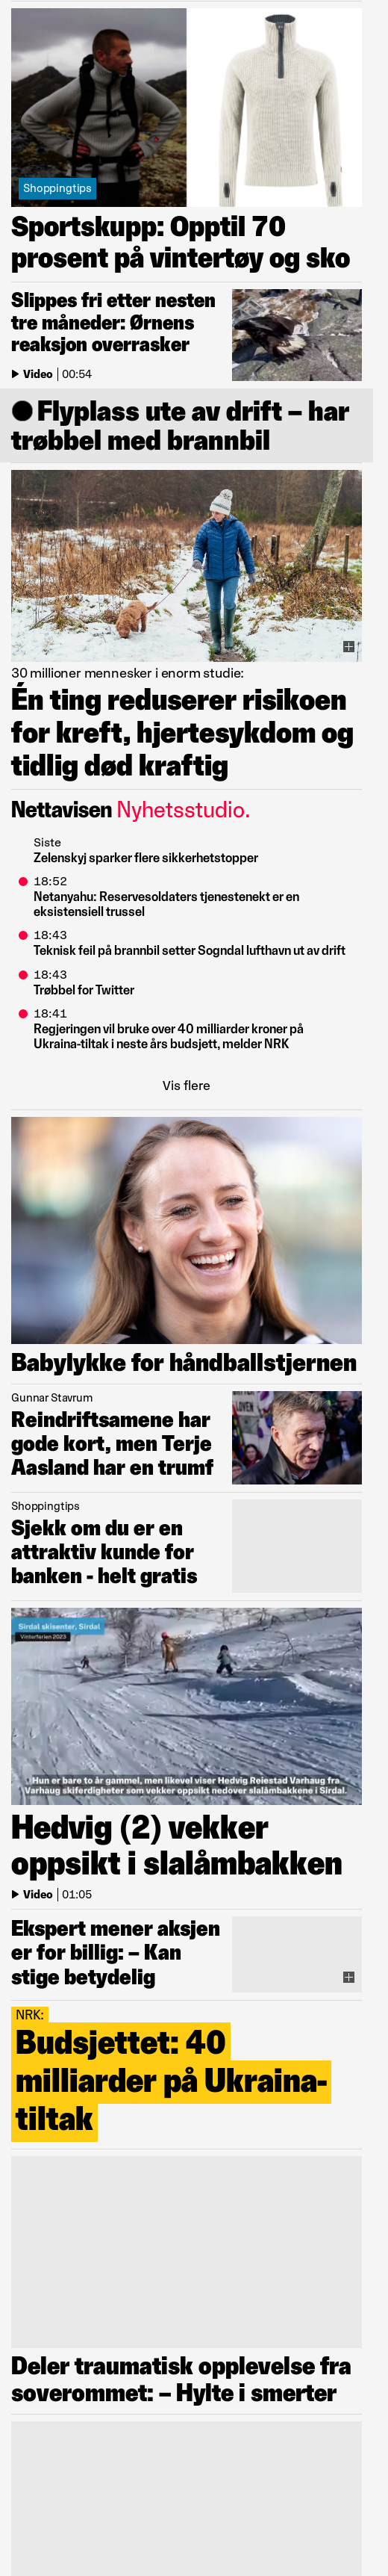 Shoppingtips
Sportskupp: Opptil 70
prosent på vintertøy og sko
Slippes fri etter nesten
tre måneder: Ørnens
reaksjon overrasker
Video | 00:54
Flyplass ute av drift – har
trøbbel med brannbil
30 millioner mennesker i enorm studie:
Én ting reduserer risikoen
for kreft, hjertesykdom og
tidlig død kraftig
Nettavisen Nyhetsstudio.
Siste
Zelenskyj sparker flere sikkerhetstopper
18:52
Netanyahu: Reservesoldaters tjenestenekt er en
eksistensiell trussel
18:43
Teknisk feil på brannbil setter Sogndal lufthavn ut av drift
18:43
Trøbbel for Twitter
18:41
Regjeringen vil bruke over 40 milliarder kroner på
Ukraina-tiltak i neste års budsjett, melder NRK
Vis flere
Babylykke for håndballstjernen
Gunnar Stavrum
Reindriftsamene har
gode kort, men Terje
Aasland har en trumf
Shoppingtips
Sjekk om du er en
attraktiv kunde for
banken - helt gratis
Sirdal skisenter, Sirdal
Vinterferien 2023
Hun er bare to år gammel, men likevel viser Hedvig Reiestad Varhaug fra
Varhaug skiferdigheter som vekker oppsikt nedover slalåmbakkene i Sirdal.
Hedvig (2) vekker
oppsikt i slalåmbakken
Video | 01:05
Ekspert mener aksjen
er for billig: – Kan
stige betydelig
NRK:
Budsjettet: 40
milliarder på Ukraina-
tiltak
Deler traumatisk opplevelse fra
soverommet: – Hylte i smerter